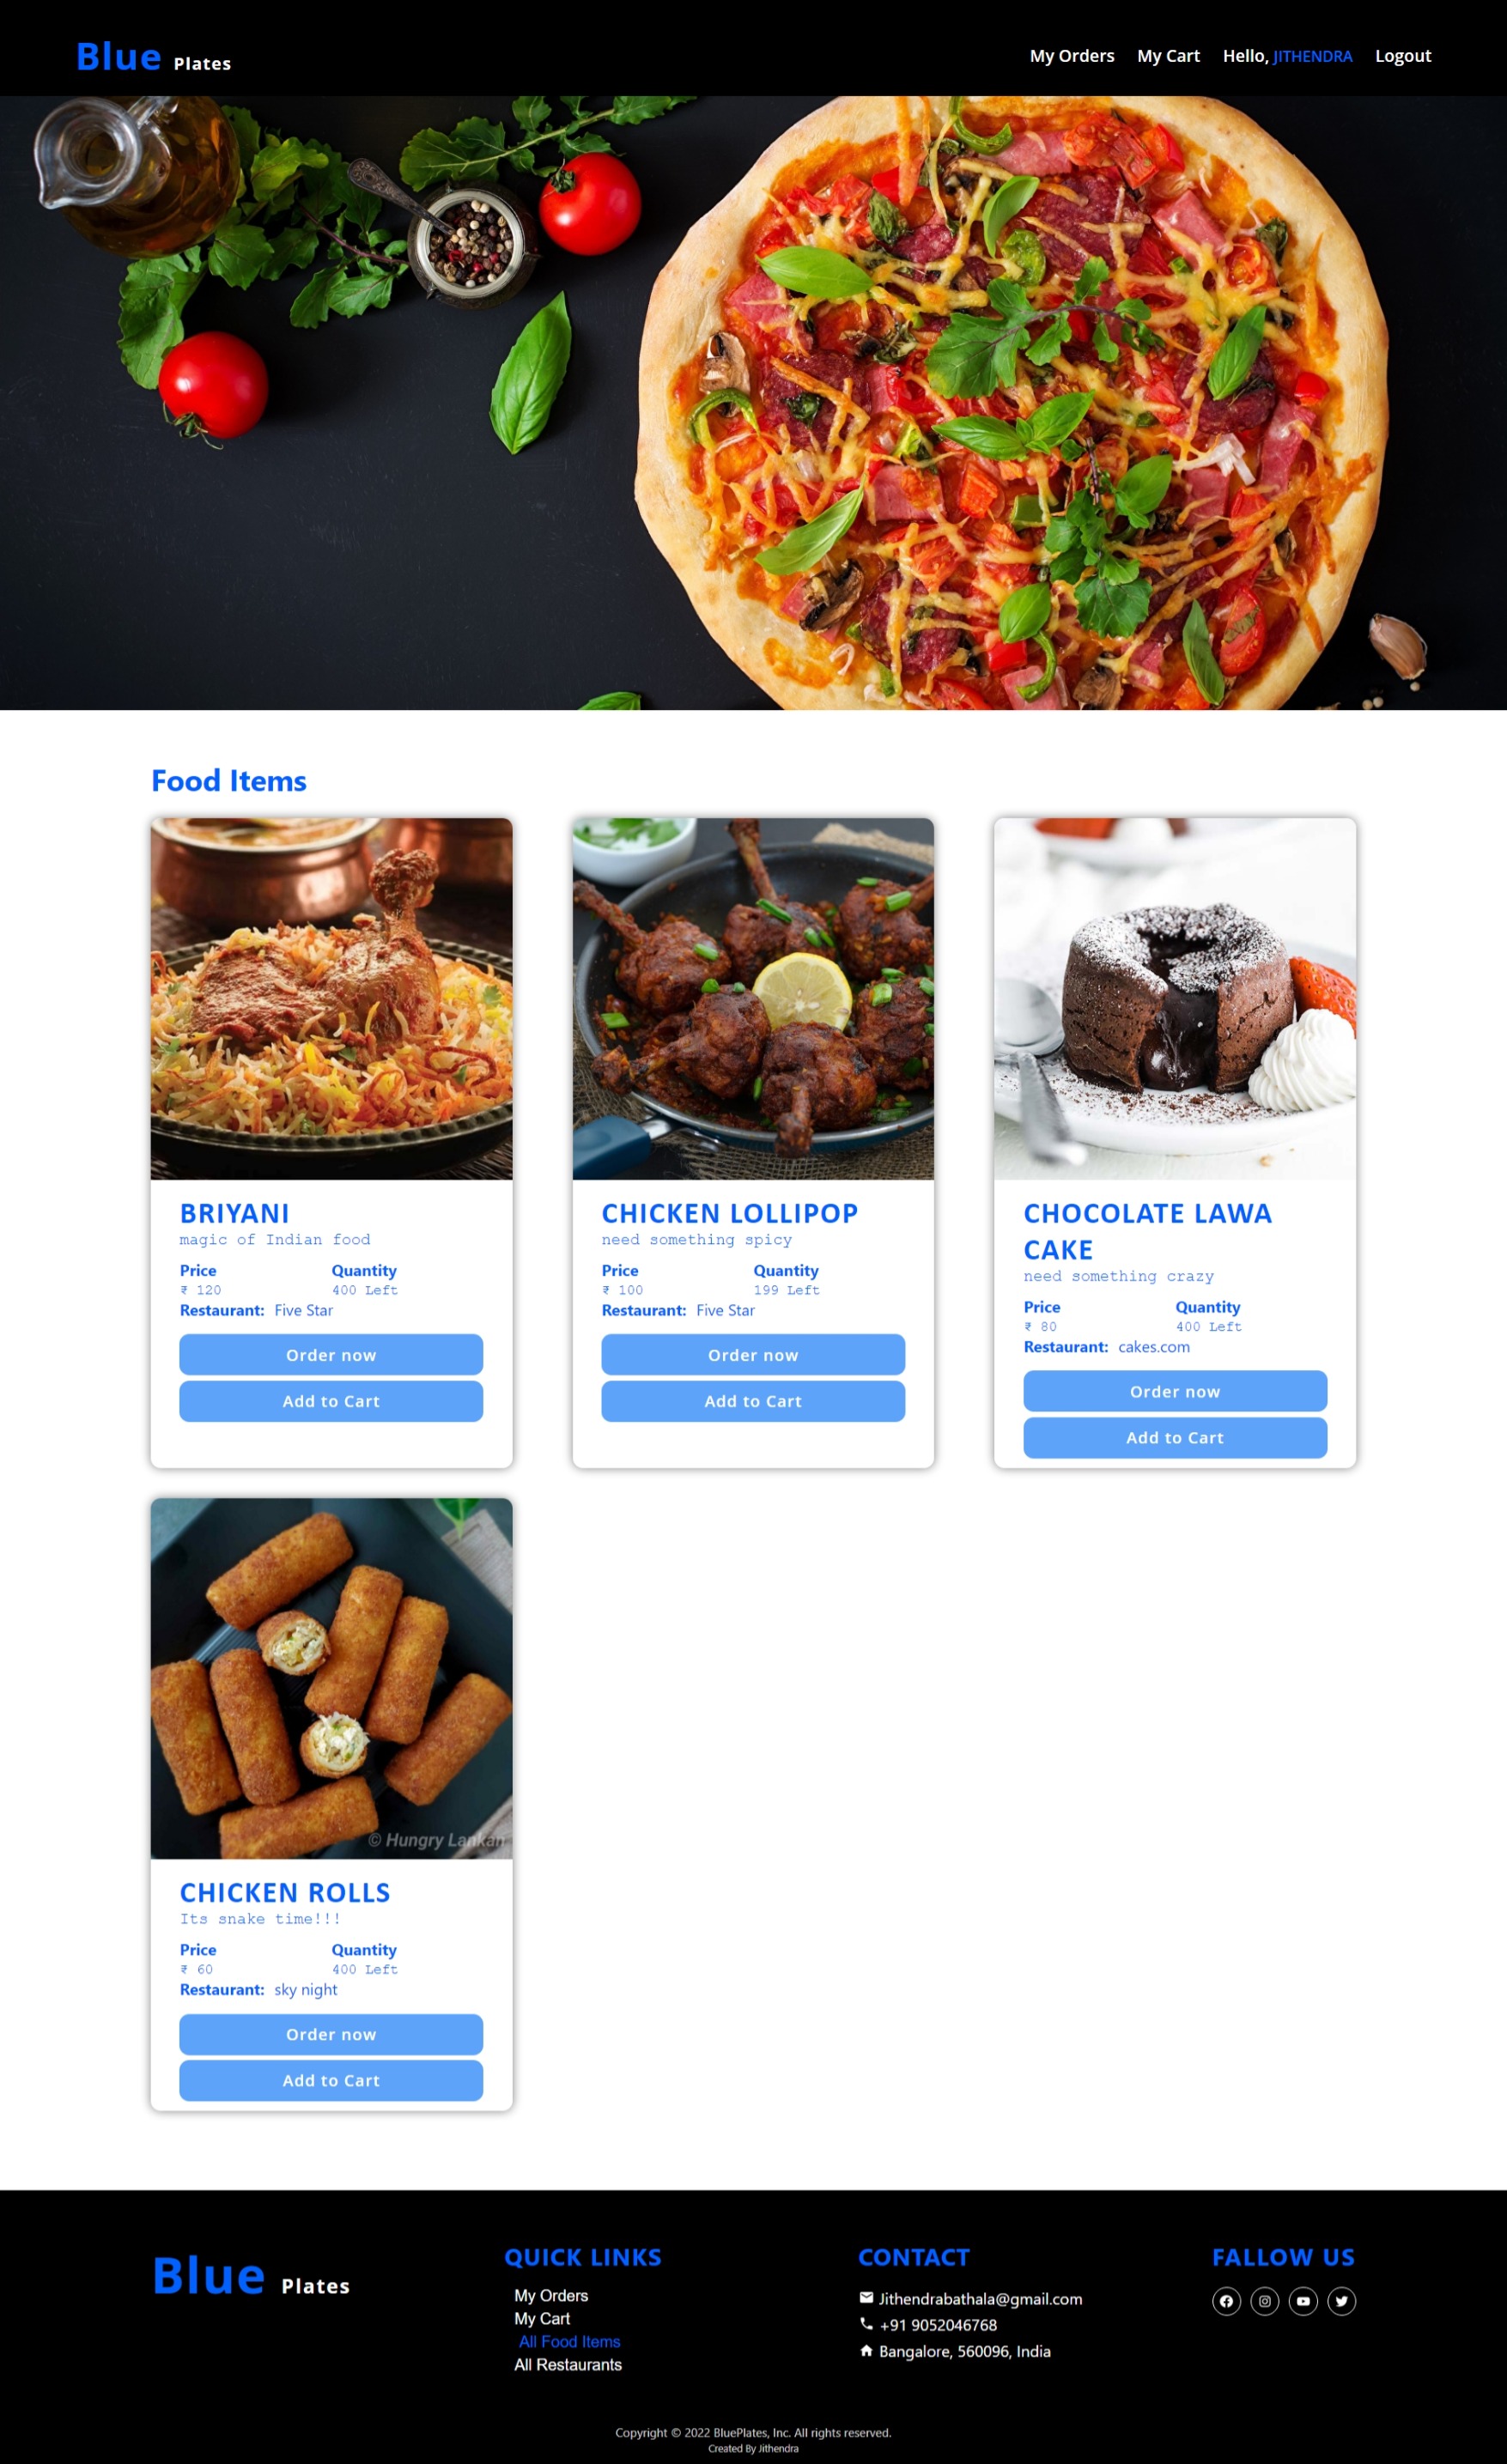 Blue Plates
My Orders My Cart Hello, JITHENDRA Logout
Food Items
BRIYANI
magic of Indian food
Price Quantity
₹ 120 400 Left
Restaurant: Five Star
Order now
Add to Cart
CHICKEN LOLLIPOP
need something spicy
Price Quantity
₹ 100 199 Left
Restaurant: Five Star
Order now
Add to Cart
CHOCOLATE LAWA
CAKE
need something crazy
Price Quantity
₹ 80 400 Left
Restaurant: cakes.com
Order now
Add to Cart
© Hungry Lankan
CHICKEN ROLLS
Its snake time!!!
Price Quantity
₹ 60 400 Left
Restaurant: sky night
Order now
Add to Cart
Blue Plates
QUICK LINKS
My Orders
My Cart
All Food Items
All Restaurants
CONTACT
Jithendrabathala@gmail.com
+91 9052046768
Bangalore, 560096, India
FALLOW US
Copyright © 2022 BluePlates, Inc. All rights reserved.
Created By Jithendra